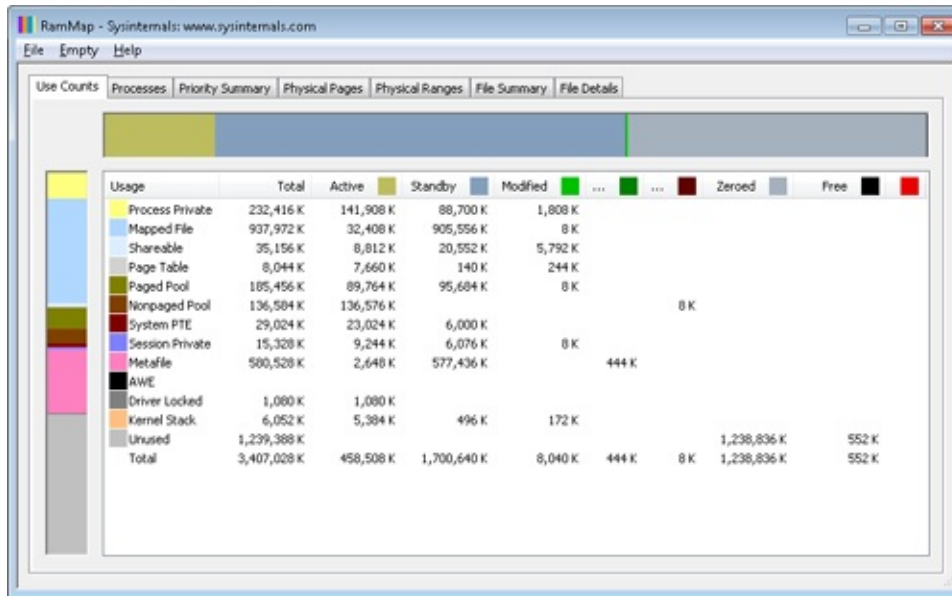 RamMap - Sysinternals: www.sysinternals.com
File Empty Help
Use Counts Processes Priority Summary Physical Pages Physical Ranges File Summary File Details
Usage Total Active Standby Modified ... ... Zeroed Free
Process Private 232,416 K 141,908 K 88,700 K 1,808 K
Mapped File 937,972 K 32,408 K 905,556 K 8 K
Shareable 35,156 K 8,812 K 20,552 K 5,792 K
Page Table 8,044 K 7,660 K 140 K 244 K
Paged Pool 185,456 K 89,764 K 95,684 K 8 K
Nonpaged Pool 136,584 K 136,576 K 8 K
System PTE 29,024 K 23,024 K 6,000 K
Session Private 15,328 K 9,244 K 6,076 K 8 K
Metafile 580,528 K 2,648 K 577,436 K 444 K
AWE
Driver Locked 1,080 K 1,080 K
Kernel Stack 6,052 K 5,384 K 496 K 172 K
Unused 1,239,388 K 1,238,836 K 552 K
Total 3,407,028 K 458,508 K 1,700,640 K 8,040 K 444 K 8 K 1,238,836 K 552 K